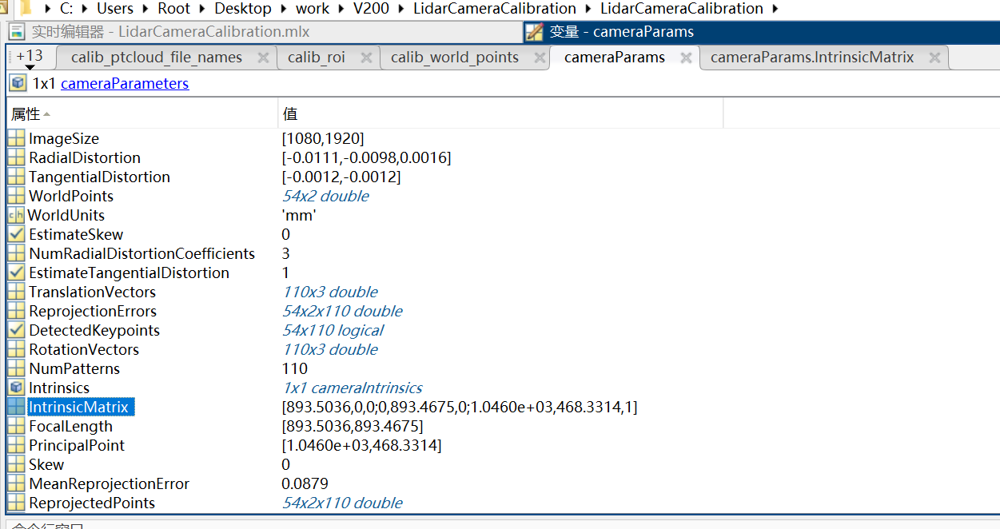 C: Users Root Desktop work V200 LidarCameraCalibration LidarCameraCalibration
实时编辑器 - LidarCameraCalibration.mlx 变量 - cameraParams
+13 calib_ptcloud_file_names calib_roi calib_world_points cameraParams cameraParams.IntrinsicMatrix
1x1 cameraParameters
属性 值
ImageSize [1080,1920]
RadialDistortion [-0.0111,-0.0098,0.0016]
TangentialDistortion [-0.0012,-0.0012]
WorldPoints 54x2 double
WorldUnits 'mm'
EstimateSkew 0
NumRadialDistortionCoefficients 3
EstimateTangentialDistortion 1
TranslationVectors 110x3 double
ReprojectionErrors 54x2x110 double
DetectedKeypoints 54x110 logical
RotationVectors 110x3 double
NumPatterns 110
Intrinsics 1x1 cameraIntrinsics
IntrinsicMatrix [893.5036,0,0;0,893.4675,0;1.0460e+03,468.3314,1]
FocalLength [893.5036,893.4675]
PrincipalPoint [1.0460e+03,468.3314]
Skew 0
MeanReprojectionError 0.0879
ReprojectedPoints 54x2x110 double
命令行窗口